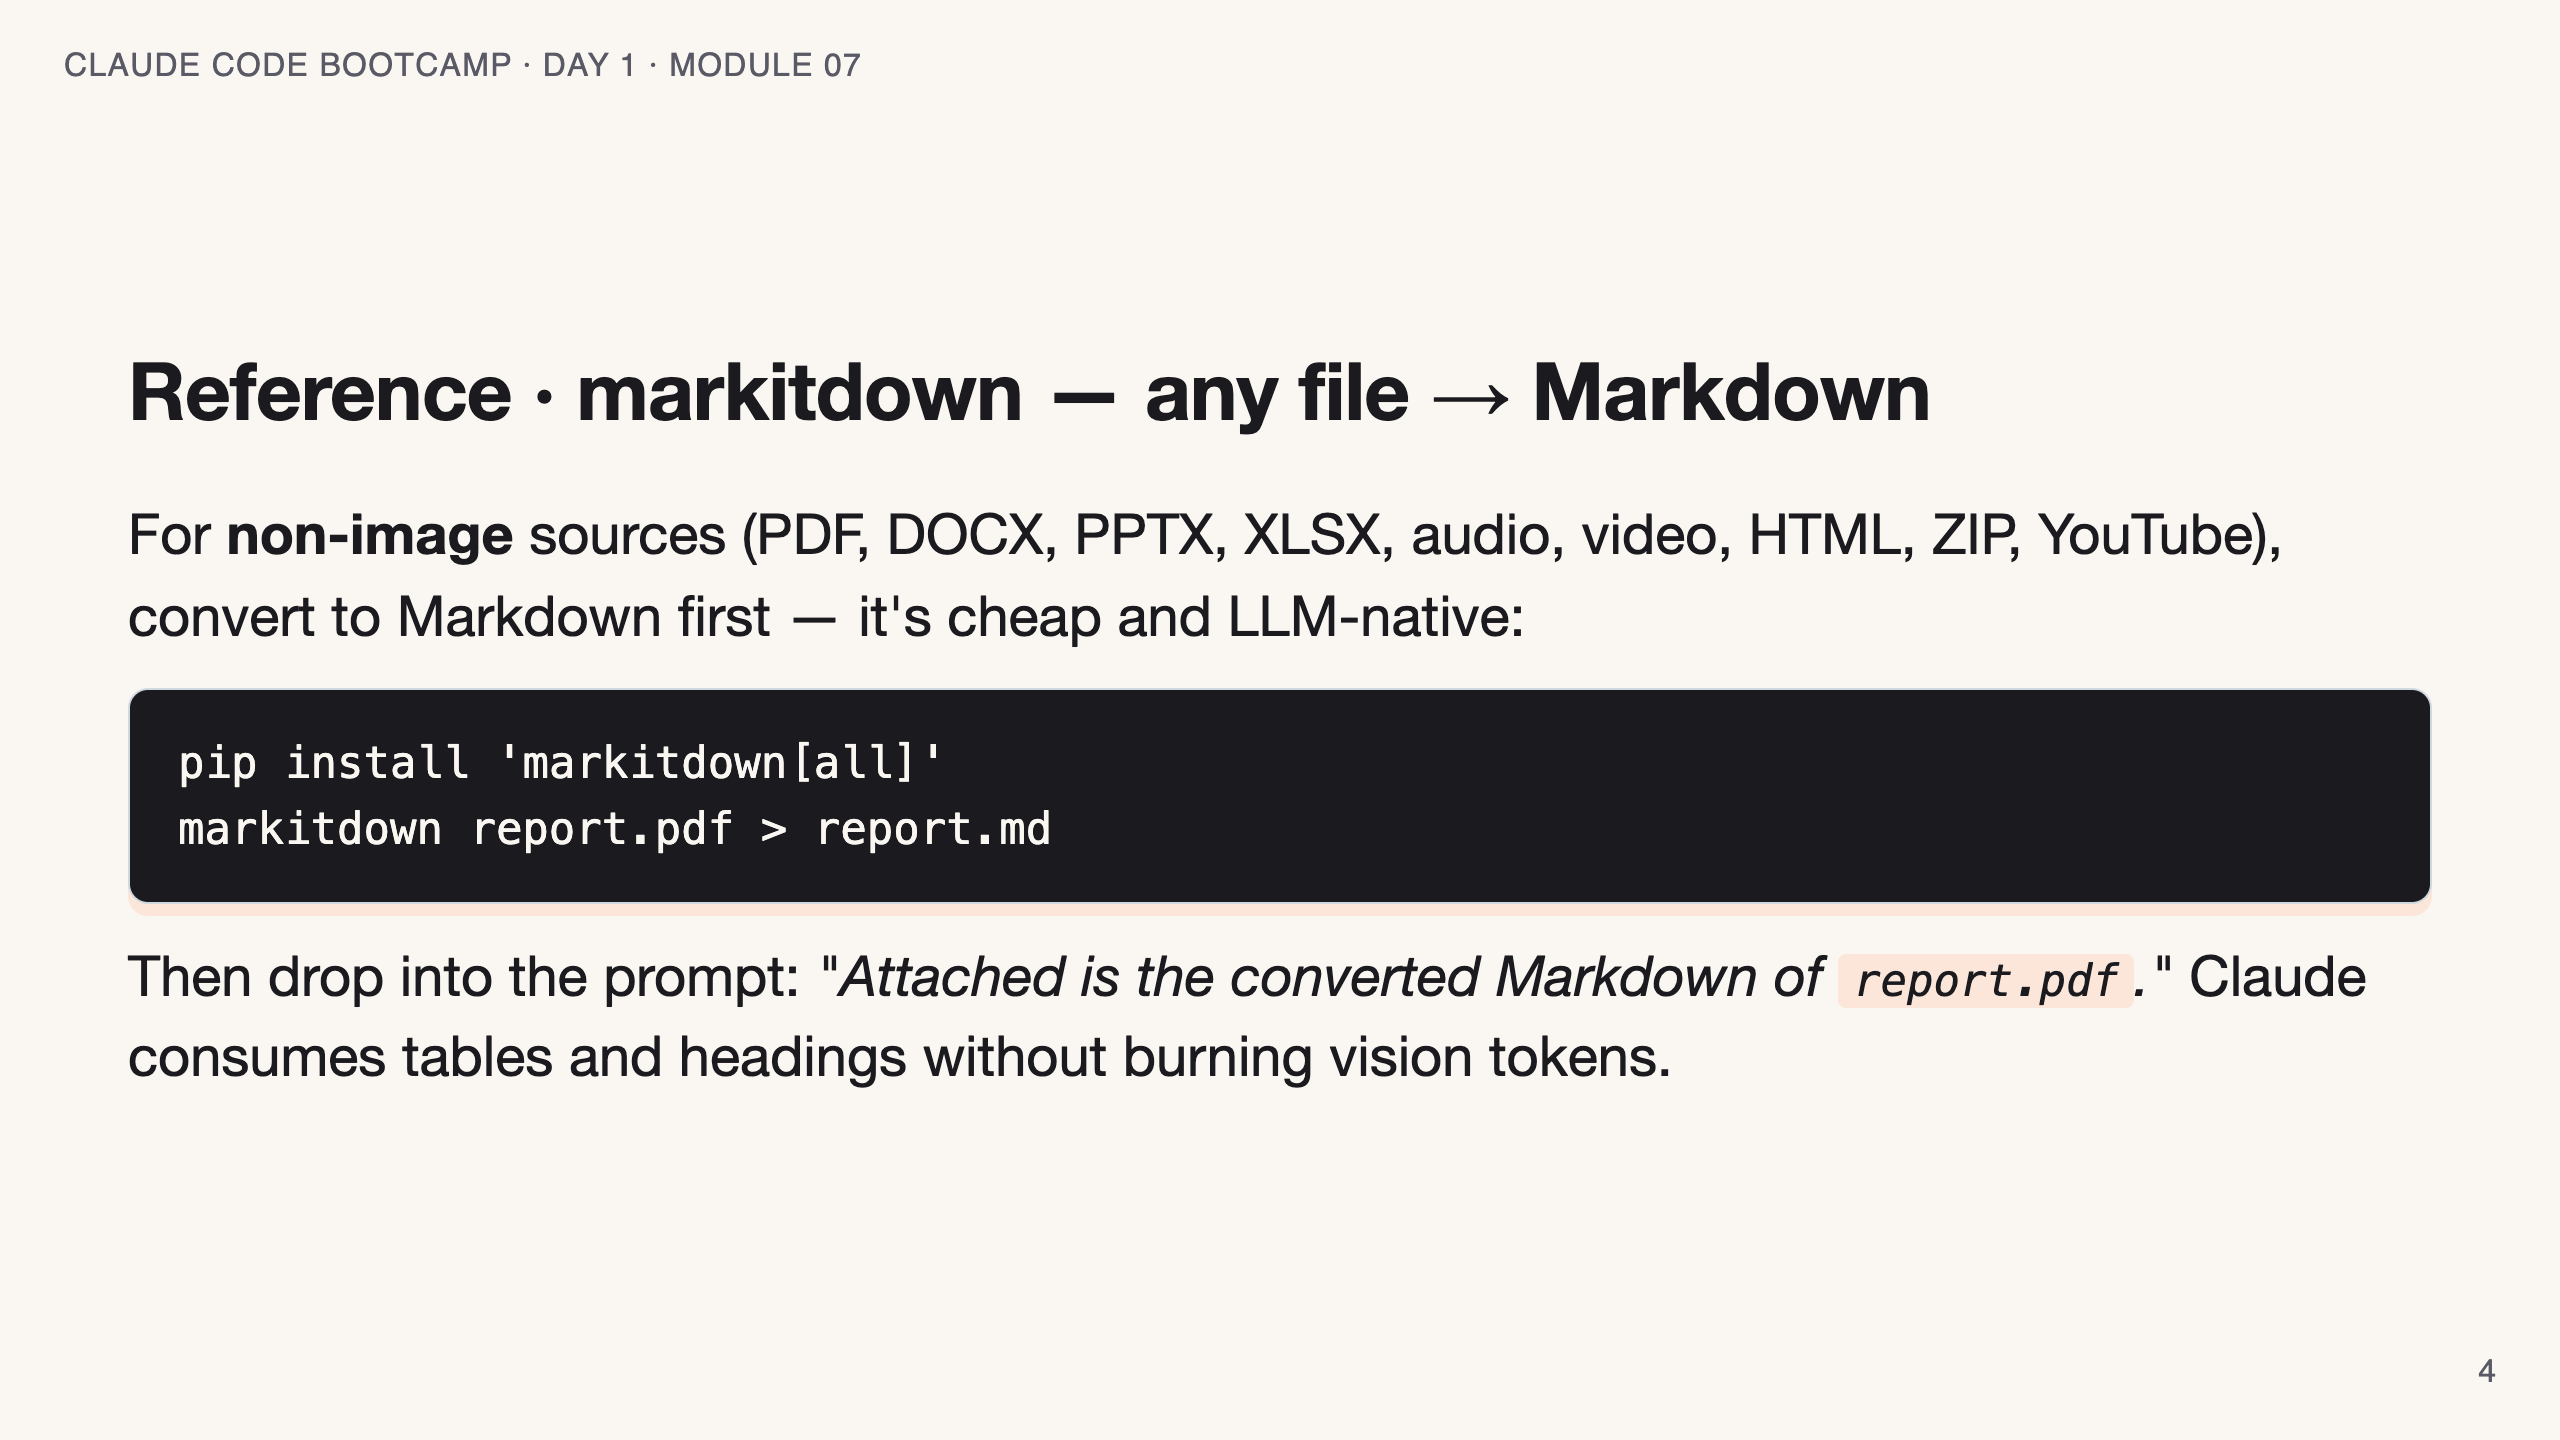 CLAUDE CODE BOOTCAMP · DAY 1 · MODULE 07
Reference · markitdown — any file → Markdown
For non-image sources (PDF, DOCX, PPTX, XLSX, audio, video, HTML, ZIP, YouTube),
convert to Markdown first — it's cheap and LLM-native:
pip install 'markitdown[all]'
markitdown report.pdf > report.md
Then drop into the prompt: "Attached is the converted Markdown of report.pdf." Claude
consumes tables and headings without burning vision tokens.
4